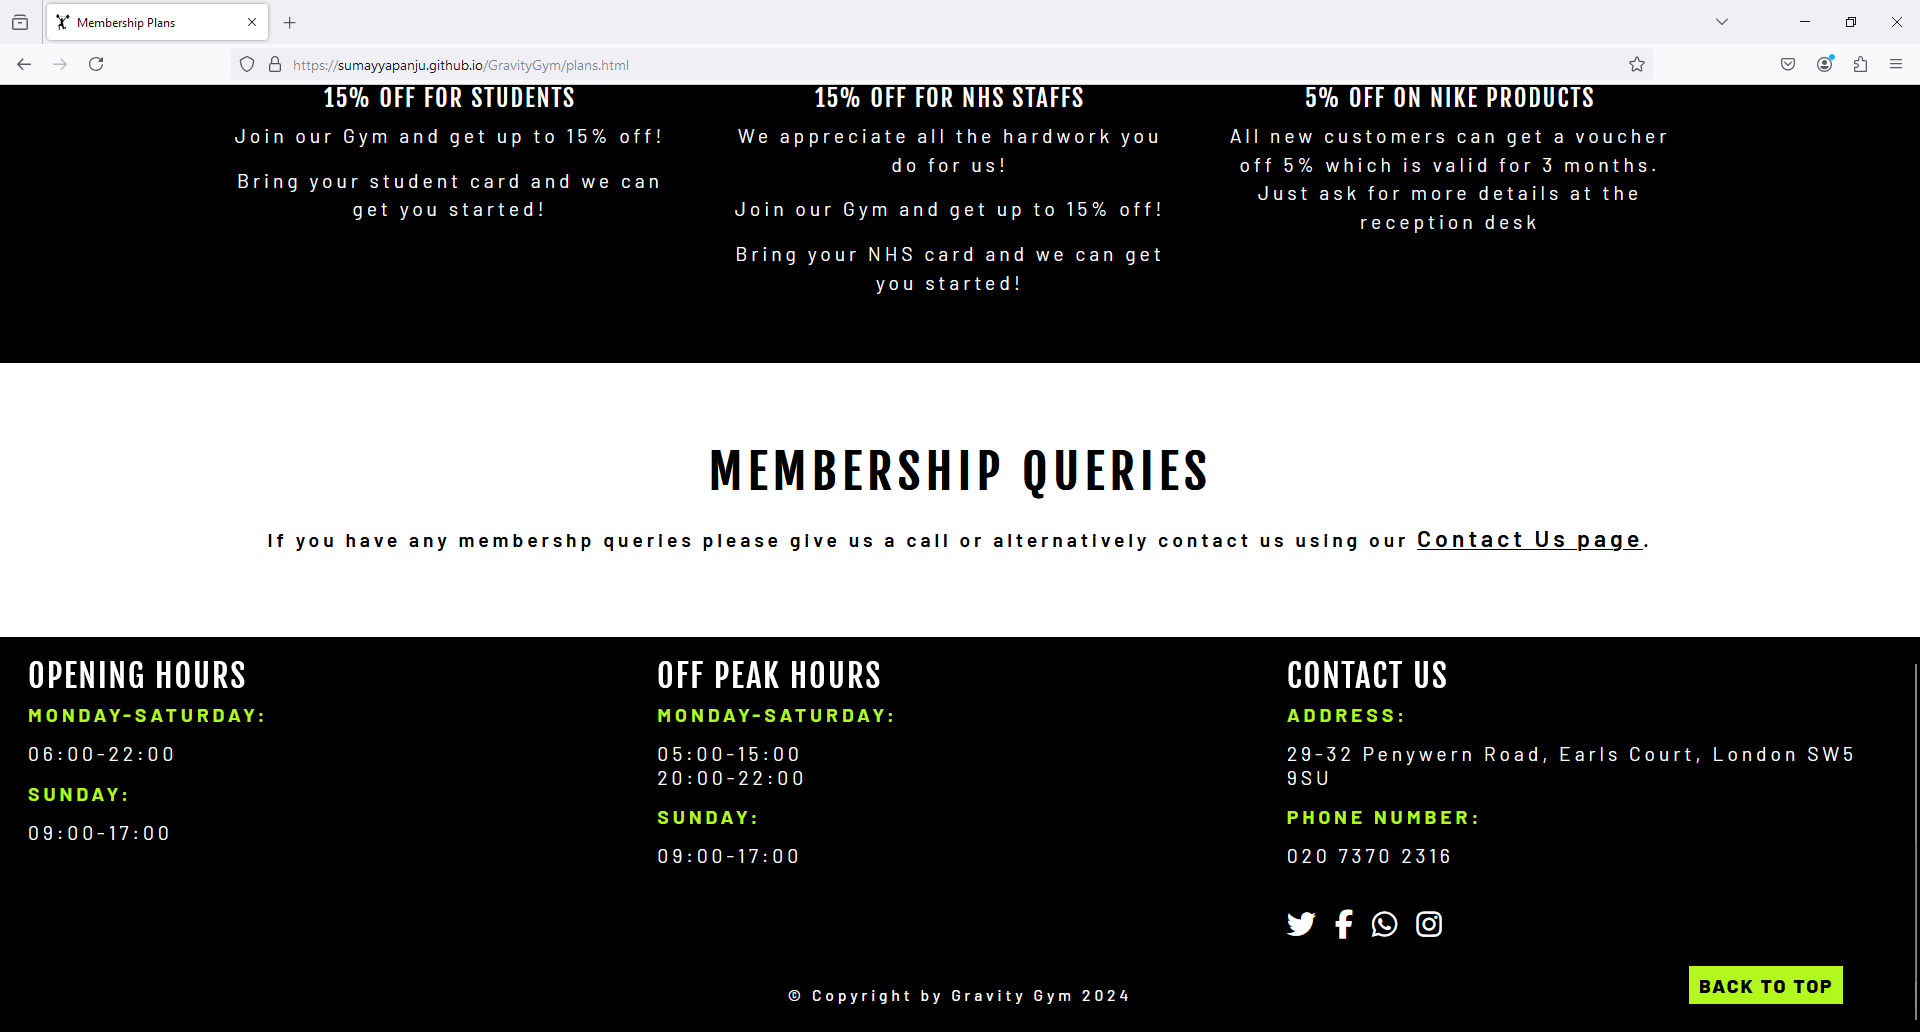 Membership Plans
https://sumayyapanju.github.io/GravityGym/plans.html
15% OFF FOR STUDENTS
Join our Gym and get up to 15% off!
Bring your student card and we can
get you started!
15% OFF FOR NHS STAFFS
We appreciate all the hardwork you
do for us!
Join our Gym and get up to 15% off!
Bring your NHS card and we can get
you started!
5% OFF ON NIKE PRODUCTS
All new customers can get a voucher
off 5% which is valid for 3 months.
Just ask for more details at the
reception desk
MEMBERSHIP QUERIES
If you have any membershp queries please give us a call or alternatively contact us using our Contact Us page.
OPENING HOURS
MONDAY-SATURDAY:
06:00-22:00
SUNDAY:
09:00-17:00
OFF PEAK HOURS
MONDAY-SATURDAY:
05:00-15:00
20:00-22:00
SUNDAY:
09:00-17:00
CONTACT US
ADDRESS:
29-32 Penywern Road, Earls Court, London SW5
9SU
PHONE NUMBER:
020 7370 2316
© Copyright by Gravity Gym 2024
BACK TO TOP